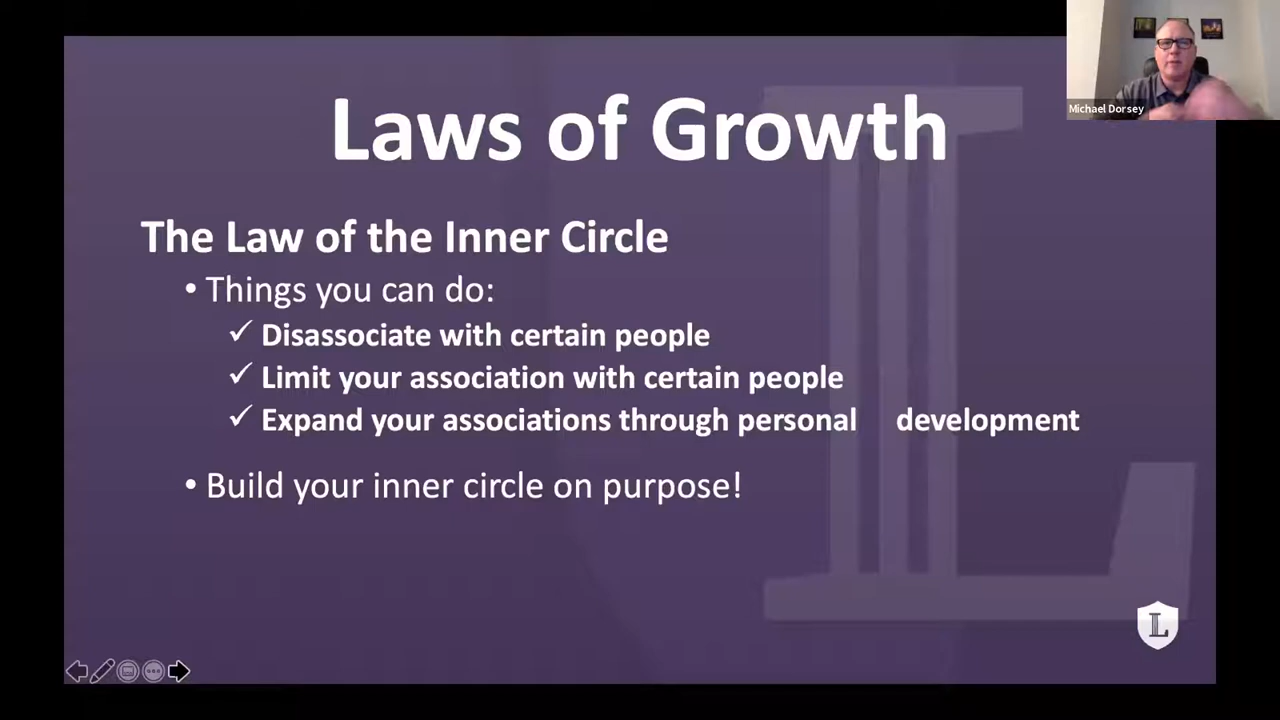 Laws of Growth
Michael Dorsey
The Law of the Inner Circle
• Things you can do:
✓ Disassociate with certain people
✓ Limit your association with certain people
✓ Expand your associations through personal development
• Build your inner circle on purpose!
L